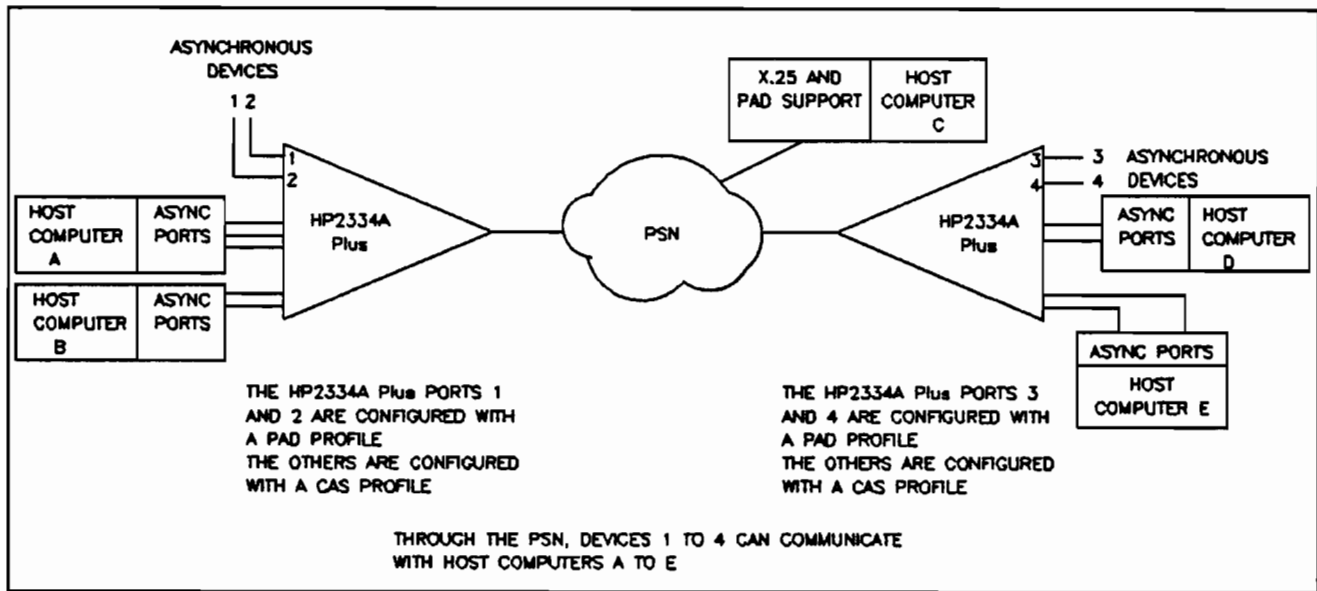 ASYNCHRONOUS
DEVICES
1 2
1
2
HP2334A
Plus
HOST
COMPUTER
A
ASYNC
PORTS
HOST
COMPUTER
B
ASYNC
PORTS
PSN
X.25 AND
PAD SUPPORT
HOST
COMPUTER
C
3
4
3
4
ASYNCHRONOUS
DEVICES
HP2334A
Plus
ASYNC
PORTS
HOST
COMPUTER
D
ASYNC PORTS
HOST
COMPUTER E
THE HP2334A Plus PORTS 1
AND 2 ARE CONFIGURED WITH
A PAD PROFILE
THE OTHERS ARE CONFIGURED
WITH A CAS PROFILE
THE HP2334A Plus PORTS 3
AND 4 ARE CONFIGURED WITH
A PAD PROFILE
THE OTHERS ARE CONFIGURED
WITH A CAS PROFILE
THROUGH THE PSN, DEVICES 1 TO 4 CAN COMMUNICATE
WITH HOST COMPUTERS A TO E